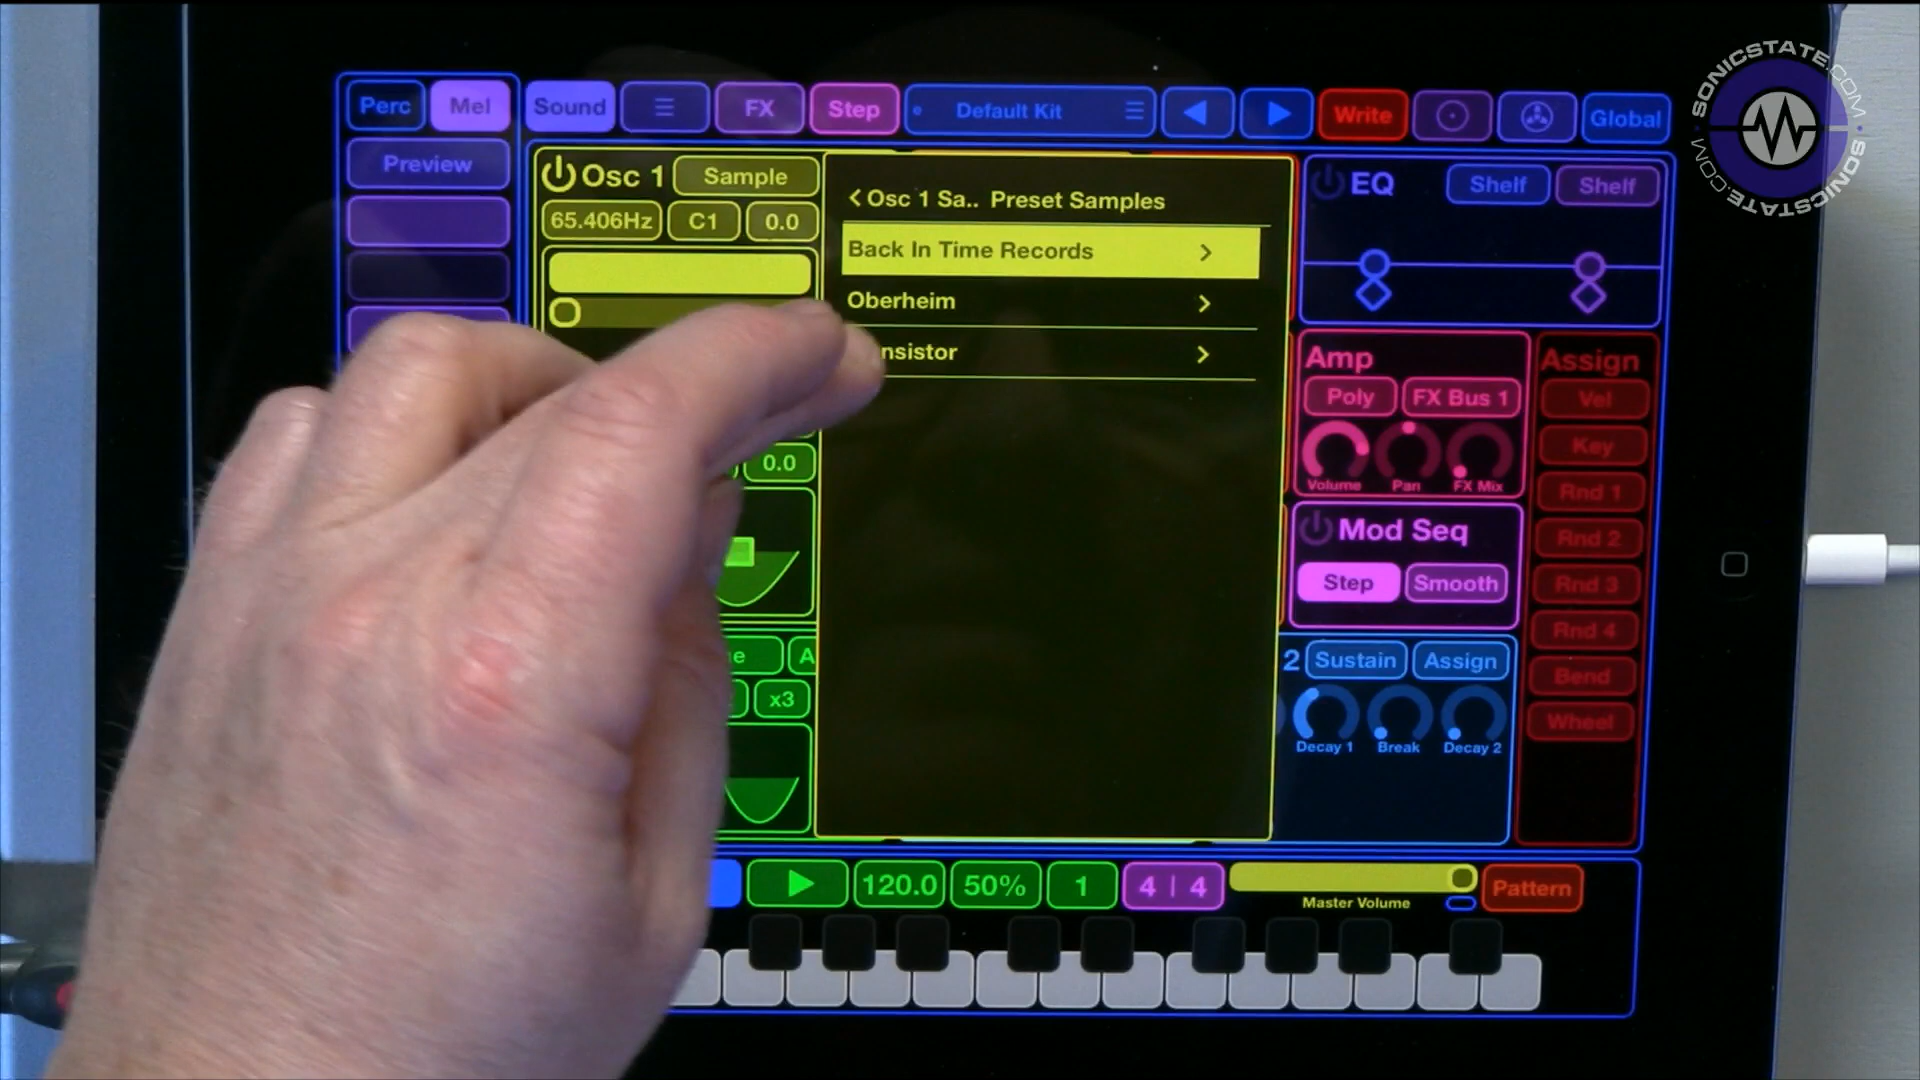 Perc Mel Sound FX Step Default Kit Write Global
Preview
Osc 1 Sample
65.406Hz C1 0.0
Osc 1 Sa.. Preset Samples
Back In Time Records
Oberheim
nsistor
0.0
e A
x3
EQ Shelf Shelf
Amp
Poly FX Bus 1
Volume Pan FX Mix
Mod Seq
Step Smooth
2 Sustain Assign
Decay 1 Break Decay 2
Assign
Vel
Key
Rnd 1
Rnd 2
Rnd 3
Rnd 4
Bend
Wheel
120.0 50% 1 4 | 4 Pattern
Master Volume
SONICSTATE.COM
SONICSTATE.COM